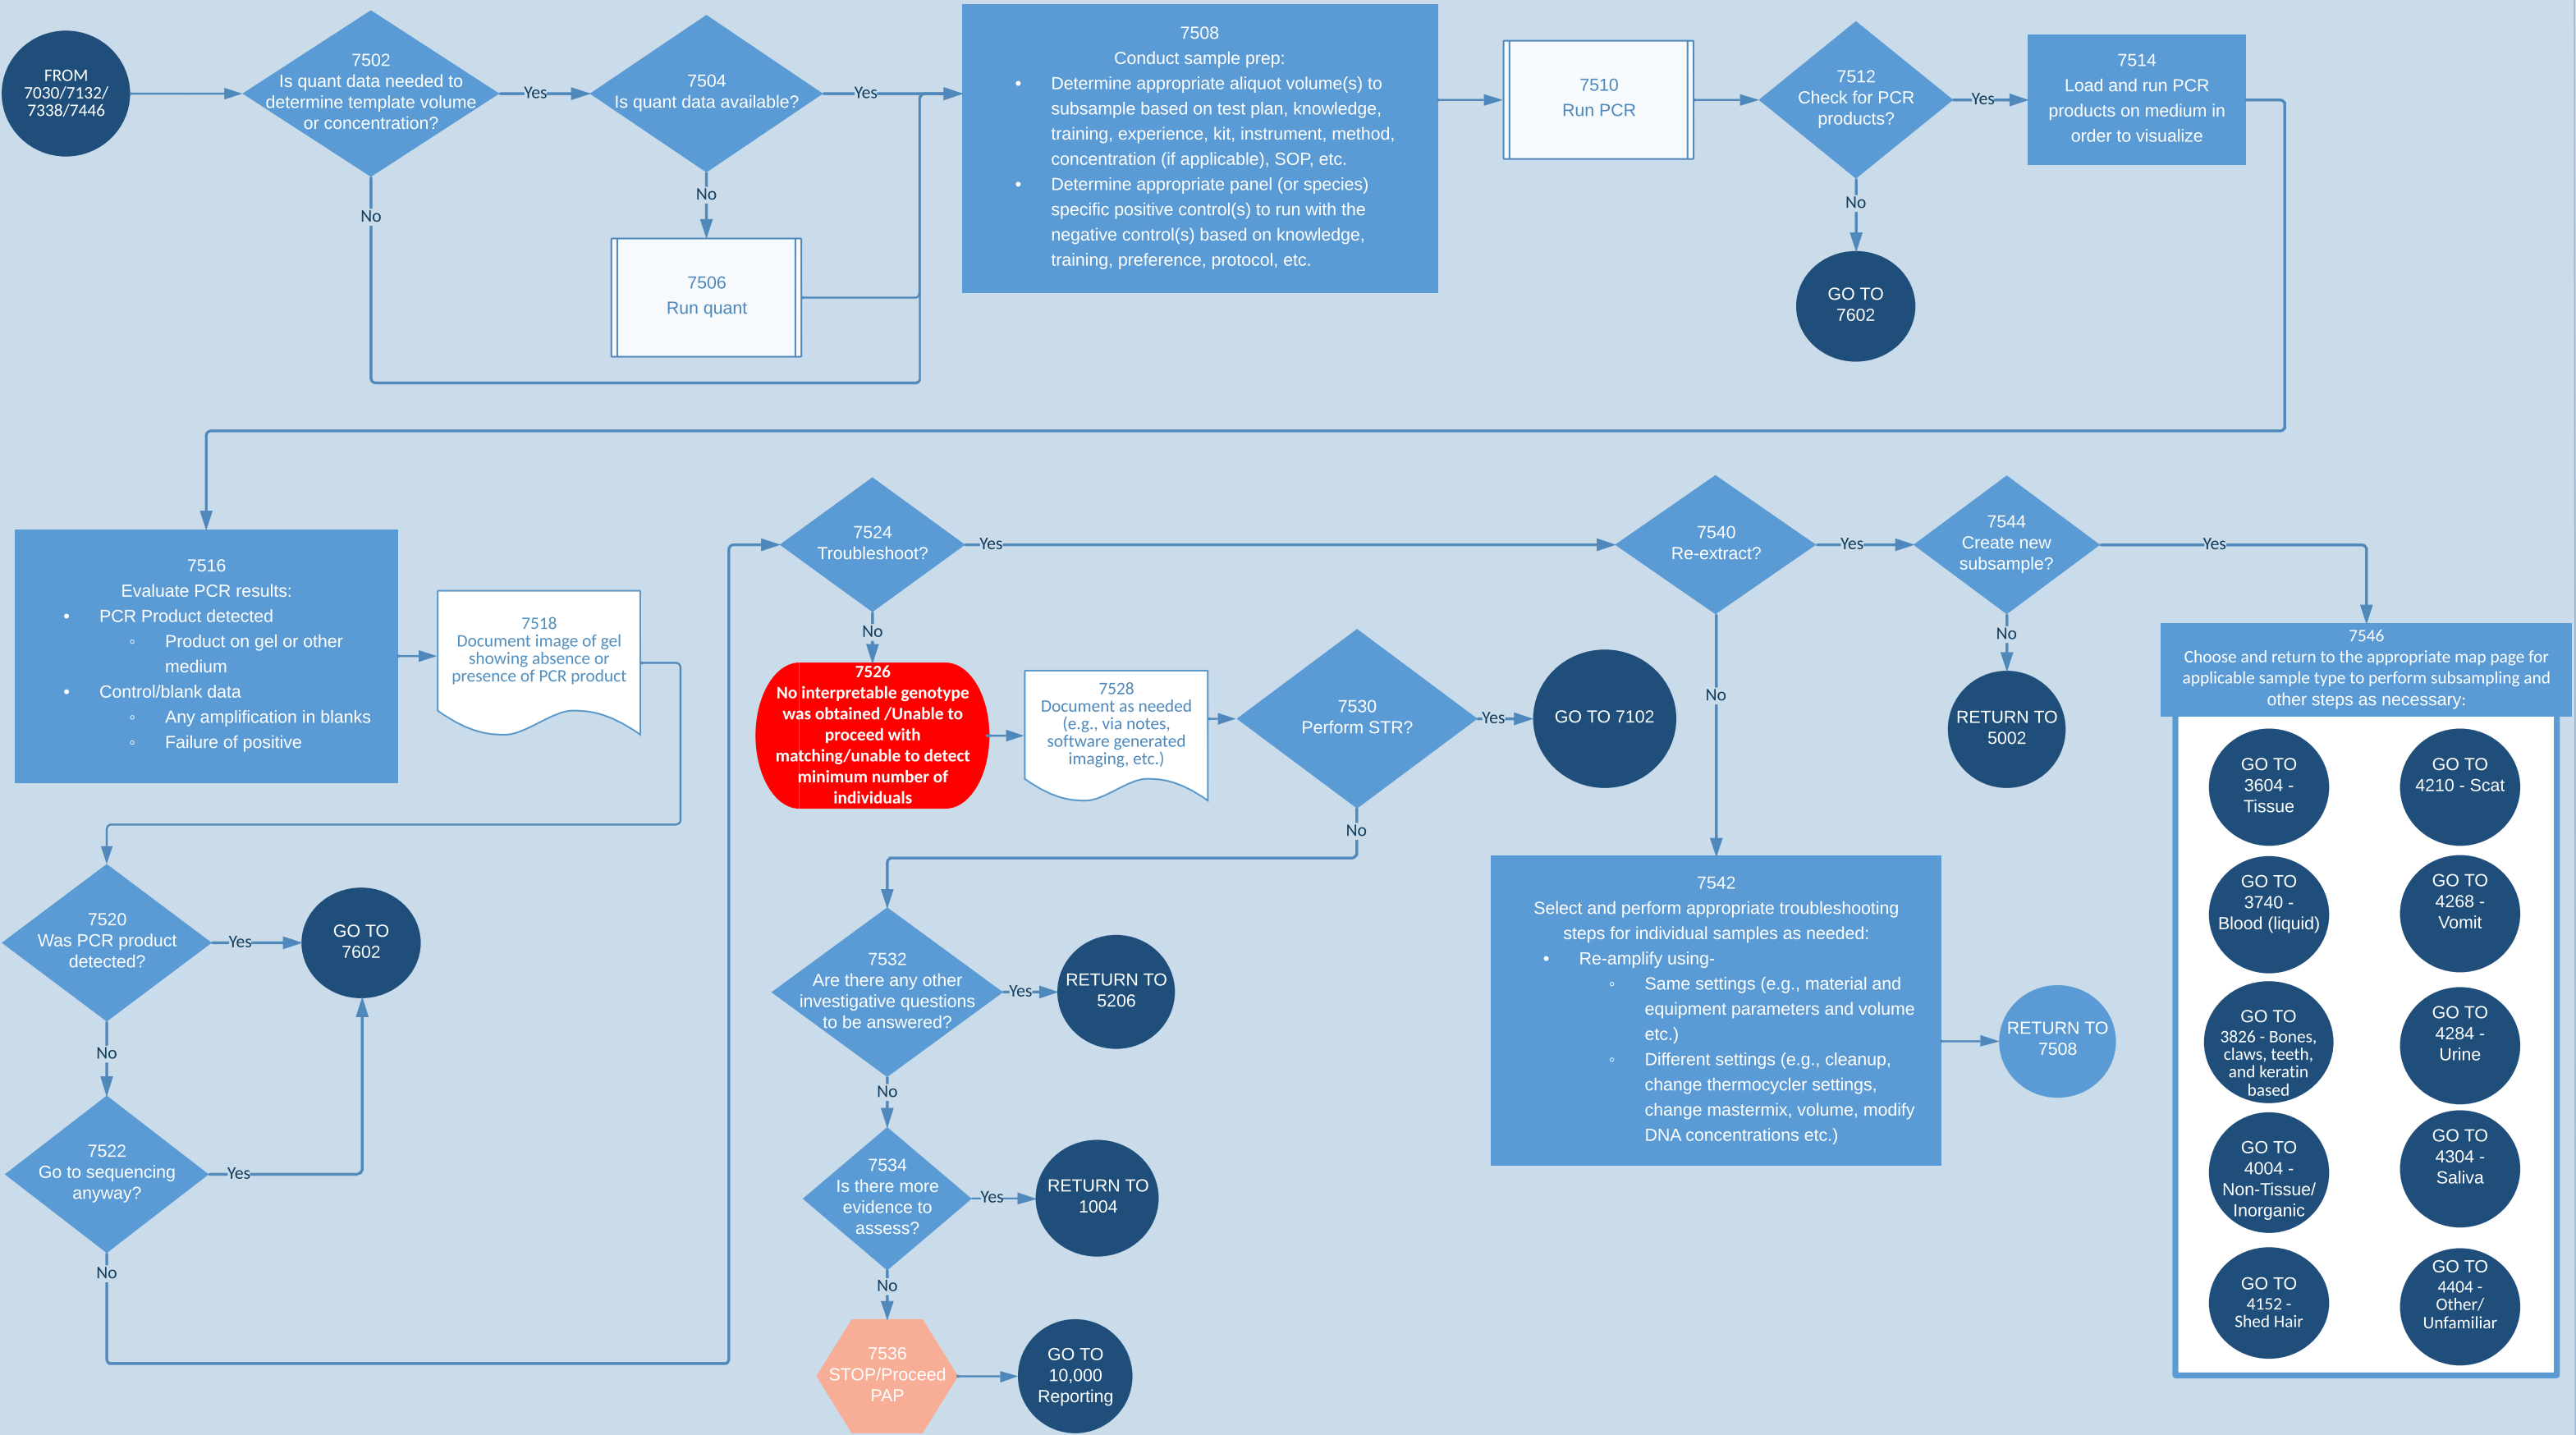 FROM
7030/7132/
7338/7446
7502
Is quant data needed to
determine template volume
or concentration?
Yes
No
7504
Is quant data available?
Yes
No
7506
Run quant
7508
Conduct sample prep:
• Determine appropriate aliquot volume(s) to
subsample based on test plan, knowledge,
training, experience, kit, instrument, method,
concentration (if applicable), SOP, etc.
• Determine appropriate panel (or species)
specific positive control(s) to run with the
negative control(s) based on knowledge,
training, preference, protocol, etc.
7510
Run PCR
7512
Check for PCR
products?
Yes
No
GO TO
7602
7514
Load and run PCR
products on medium in
order to visualize
7516
Evaluate PCR results:
• PCR Product detected
◦ Product on gel or other
medium
• Control/blank data
◦ Any amplification in blanks
◦ Failure of positive
7518
Document image of gel
showing absence or
presence of PCR product
7520
Was PCR product
detected?
Yes
GO TO
7602
No
7522
Go to sequencing
anyway?
Yes
No
7524
Troubleshoot?
Yes
No
7526
No interpretable genotype
was obtained /Unable to
proceed with
matching/unable to detect
minimum number of
individuals
7528
Document as needed
(e.g., via notes,
software generated
imaging, etc.)
7530
Perform STR?
Yes
GO TO 7102
No
7532
Are there any other
investigative questions
to be answered?
Yes
RETURN TO
5206
No
7534
Is there more
evidence to
assess?
Yes
RETURN TO
1004
No
7536
STOP/Proceed
PAP
GO TO
10,000
Reporting
7540
Re-extract?
Yes
No
7542
Select and perform appropriate troubleshooting
steps for individual samples as needed:
• Re-amplify using-
◦ Same settings (e.g., material and
equipment parameters and volume
etc.)
◦ Different settings (e.g., cleanup,
change thermocycler settings,
change mastermix, volume, modify
DNA concentrations etc.)
RETURN TO
7508
7544
Create new
subsample?
Yes
No
RETURN TO
5002
7546
Choose and return to the appropriate map page for
applicable sample type to perform subsampling and
other steps as necessary:
GO TO
3604 -
Tissue
GO TO
4210 - Scat
GO TO
3740 -
Blood (liquid)
GO TO
4268 -
Vomit
GO TO
3826 - Bones,
claws, teeth,
and keratin
based
GO TO
4284 -
Urine
GO TO
4004 -
Non-Tissue/
Inorganic
GO TO
4304 -
Saliva
GO TO
4152 -
Shed Hair
GO TO
4404 -
Other/
Unfamiliar